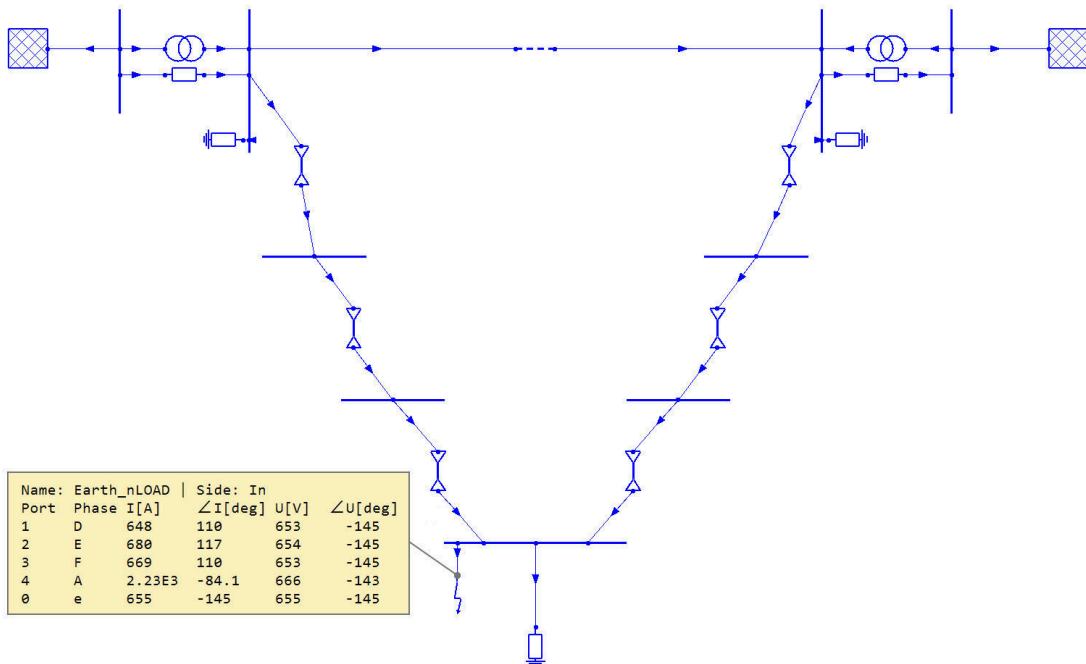 Name: Earth_nLOAD | Side: In
Port Phase I[A] ∠I[deg] U[V] ∠U[deg]
1 D 648 110 653 -145
2 E 680 117 654 -145
3 F 669 110 653 -145
4 A 2.23E3 -84.1 666 -143
0 e 655 -145 655 -145